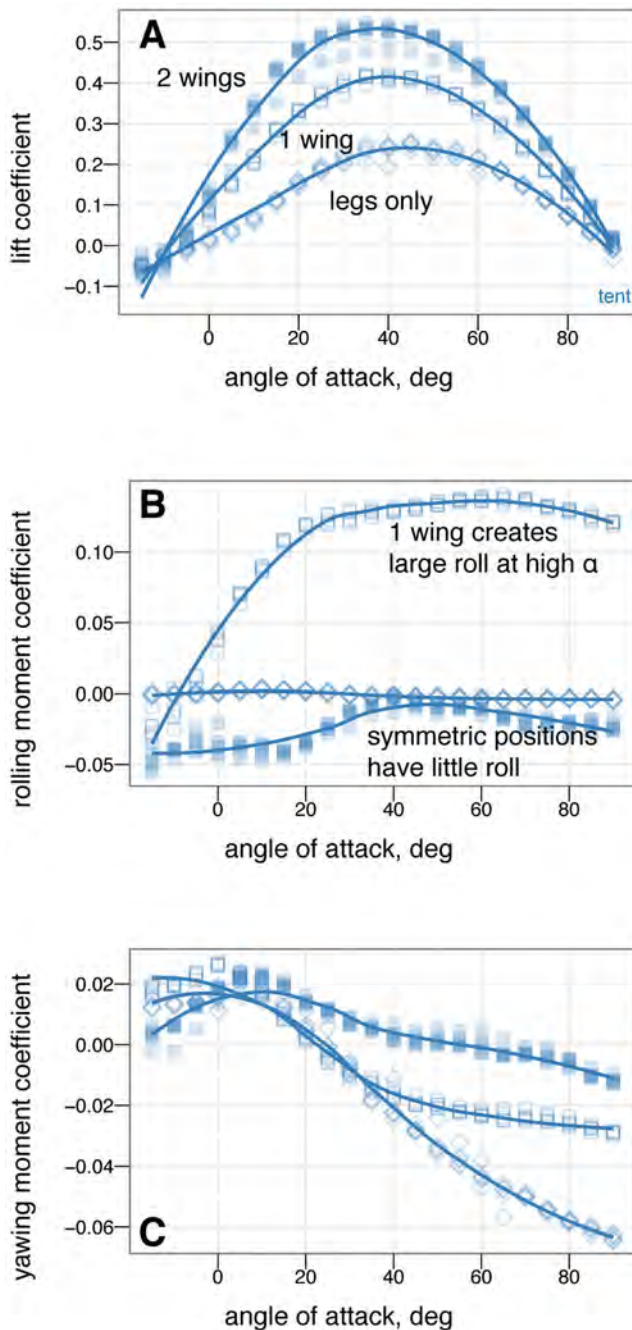 A
0.5
0.4
0.3
0.2
0.1
0.0
−0.1
2 wings
1 wing
legs only
tent
0 20 40 60 80
lift coefficient
angle of attack, deg
B
0.10
0.05
0.00
−0.05
1 wing creates
large roll at high α
symmetric positions
have little roll
0 20 40 60 80
rolling moment coefficient
angle of attack, deg
0.02
0.00
−0.02
−0.04
−0.06
C
0 20 40 60 80
yawing moment coefficient
angle of attack, deg